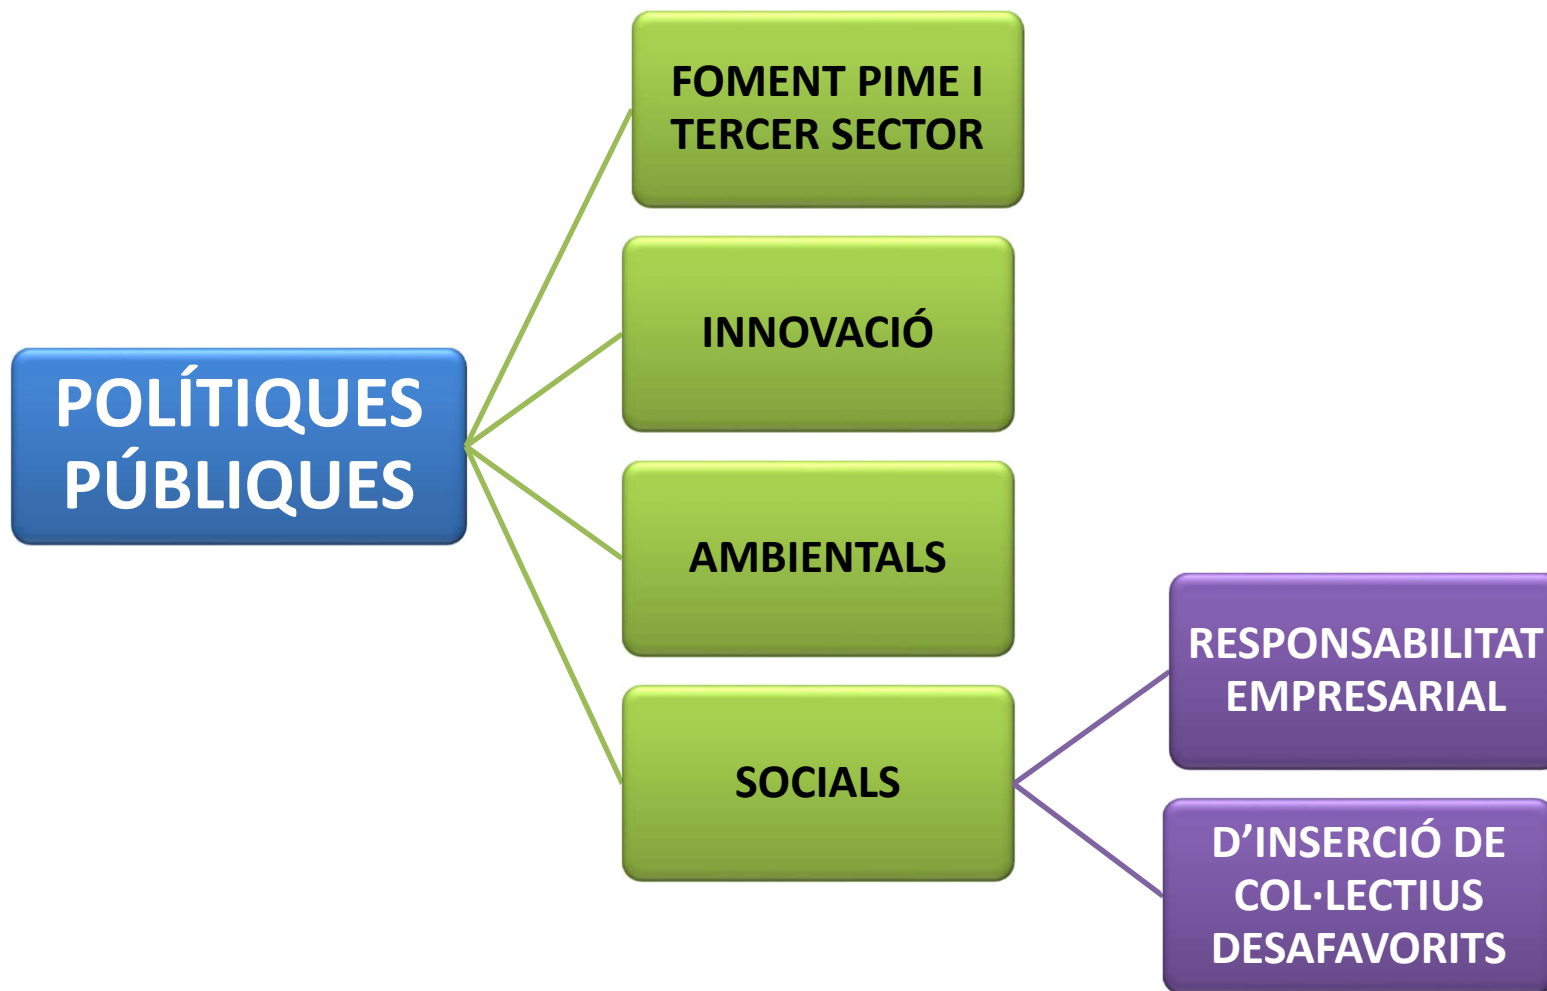 FOMENT PIME I
TERCER SECTOR
INNOVACIÓ
POLÍTIQUES
PÚBLIQUES
AMBIENTALS
RESPONSABILITAT
EMPRESARIAL
SOCIALS
D’INSERCIÓ DE
COL·LECTIUS
DESAFAVORITS